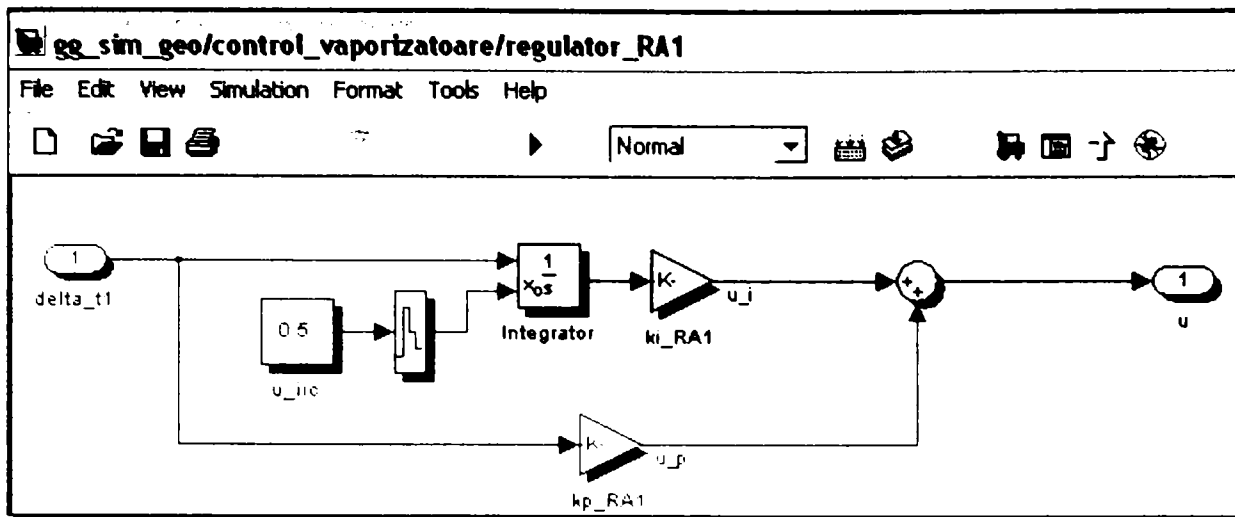 gg_sim_geo/control_vaporizatoare/regulator_RA1
File Edit View Simulation Format Tools Help
Normal
1
delta_t1
0.5
1
x₀ s
Integrator
K-
u_i
ki_RA1
1
u
K-
u_p
kp_RA1